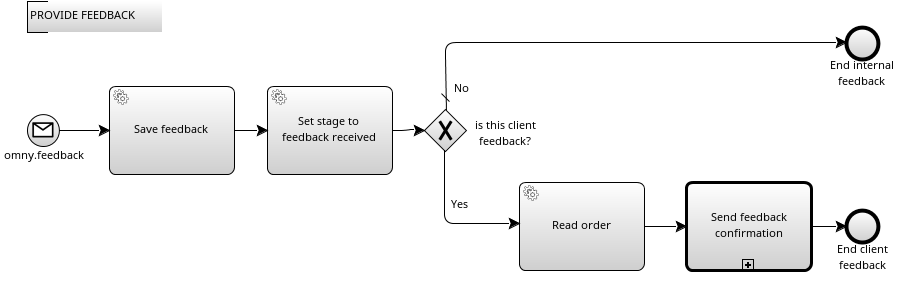 PROVIDE FEEDBACK
omny.feedback
Save feedback
Set stage to
feedback received
is this client
feedback?
No
End internal
feedback
Yes
Read order
Send feedback
confirmation
End client
feedback